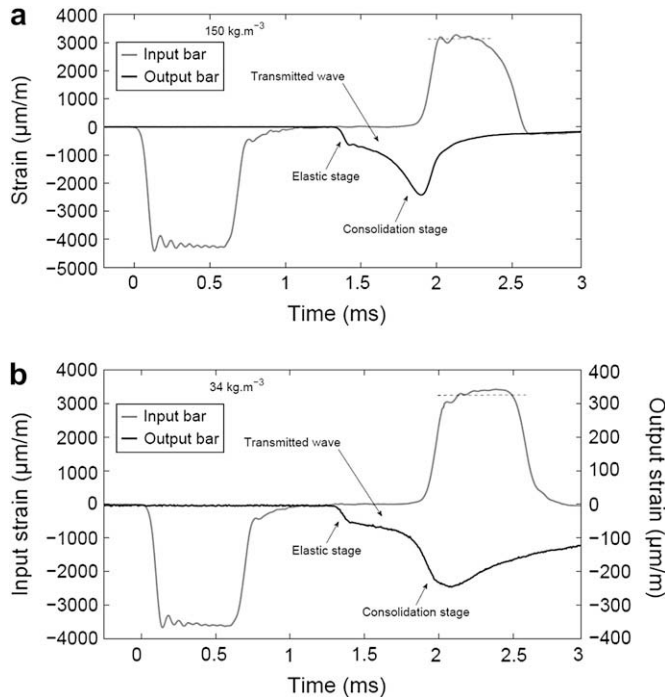 a
150 kg.m⁻³
Input bar
Output bar
Transmitted wave
Elastic stage
Consolidation stage
Strain (µm/m)
4000
3000
2000
1000
0
-1000
-2000
-3000
-4000
-5000
0 0.5 1 1.5 2 2.5 3
Time (ms)
b
34 kg.m⁻³
Input bar
Output bar
Transmitted wave
Elastic stage
Consolidation stage
Input strain (µm/m)
4000
3000
2000
1000
0
-1000
-2000
-3000
-4000
400
300
200
100
0
-100
-200
300
400
Output strain (µm/m)
0 0.5 1 1.5 2 2.5 3
Time (ms)